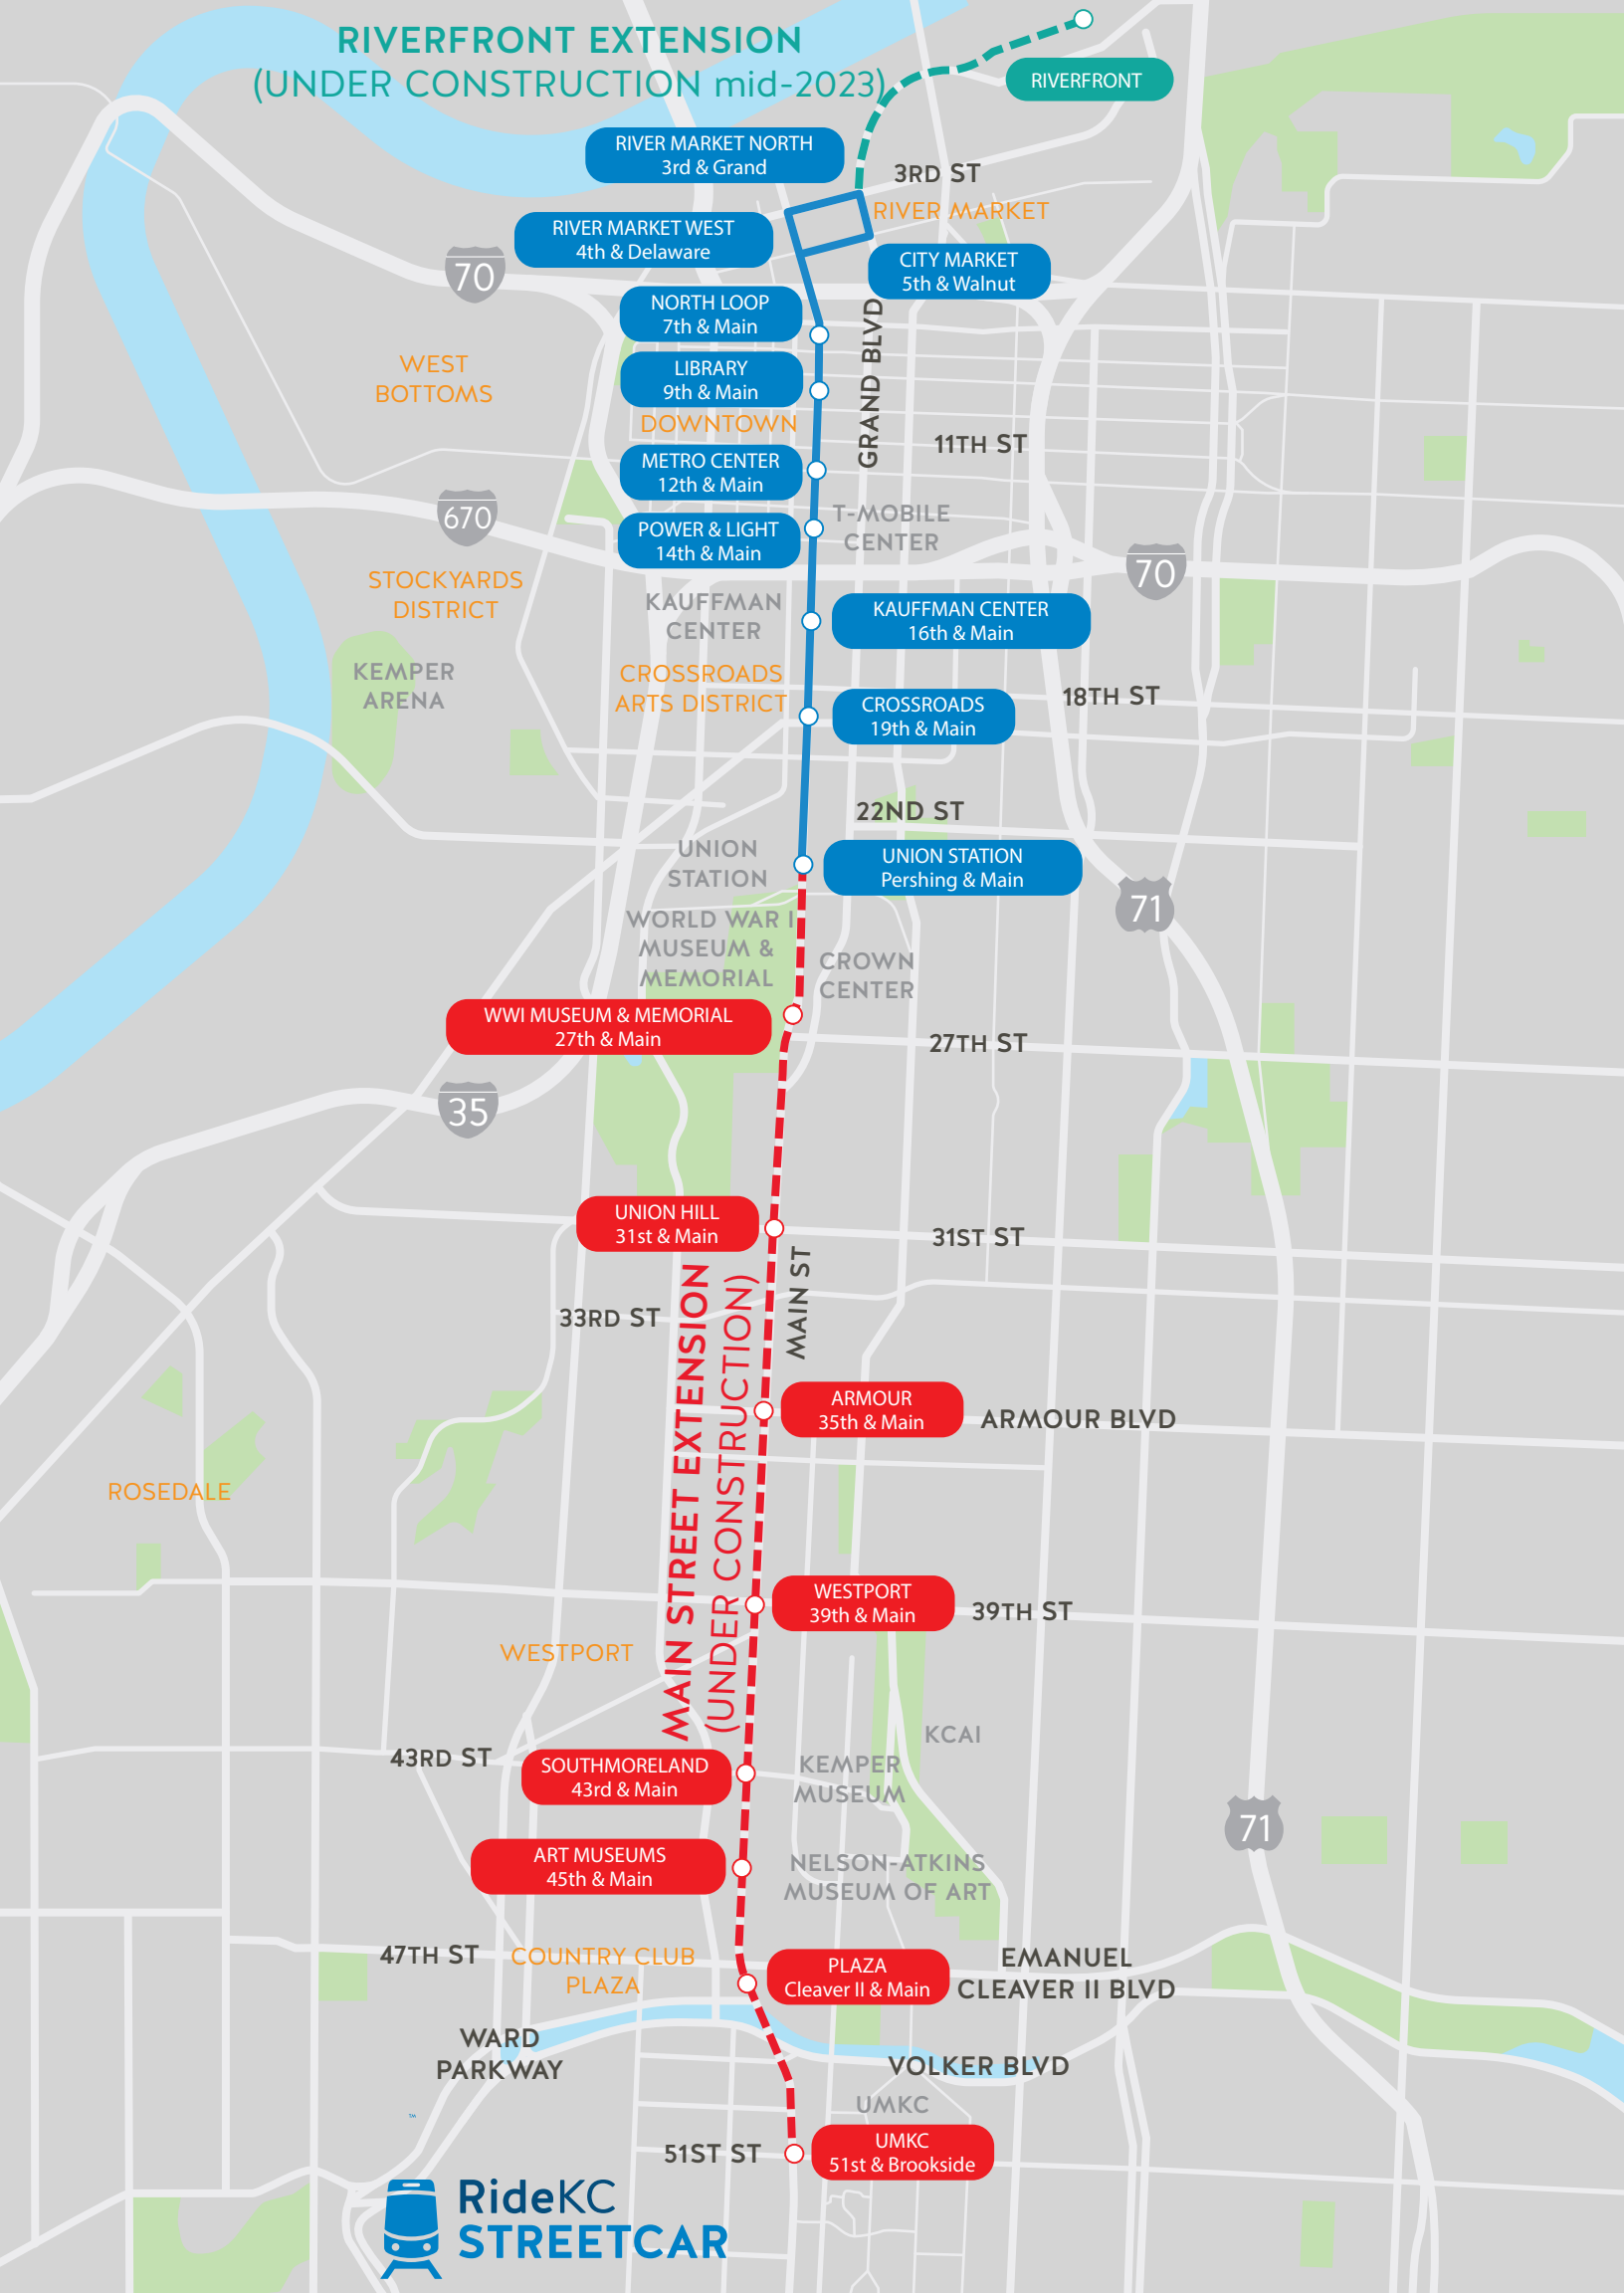 RIVERFRONT EXTENSION
(UNDER CONSTRUCTION mid-2023)
RIVERFRONT
RIVER MARKET NORTH
3rd & Grand
3RD ST
RIVER MARKET
RIVER MARKET WEST
4th & Delaware
CITY MARKET
5th & Walnut
70
NORTH LOOP
7th & Main
GRAND BLVD
WEST
BOTTOMS
LIBRARY
9th & Main
DOWNTOWN
11TH ST
METRO CENTER
12th & Main
670
T-MOBILE
CENTER
POWER & LIGHT
14th & Main
70
STOCKYARDS
DISTRICT
KAUFFMAN
CENTER
KAUFFMAN CENTER
16th & Main
KEMPER
ARENA
CROSSROADS
ARTS DISTRICT
18TH ST
CROSSROADS
19th & Main
22ND ST
UNION
STATION
UNION STATION
Pershing & Main
71
WORLD WAR I
MUSEUM &
MEMORIAL
CROWN
CENTER
WWI MUSEUM & MEMORIAL
27th & Main
27TH ST
35
UNION HILL
31st & Main
31ST ST
MAIN ST
33RD ST
MAIN STREET EXTENSION
(UNDER CONSTRUCTION)
ARMOUR
35th & Main
ARMOUR BLVD
ROSEDALE
WESTPORT
39th & Main
39TH ST
WESTPORT
KCAI
43RD ST
SOUTHMORELAND
43rd & Main
KEMPER
MUSEUM
71
ART MUSEUMS
45th & Main
NELSON-ATKINS
MUSEUM OF ART
47TH ST
COUNTRY CLUB
PLAZA
PLAZA
Cleaver II & Main
EMANUEL
CLEAVER II BLVD
WARD
PARKWAY
VOLKER BLVD
UMKC
™
51ST ST
UMKC
51st & Brookside
RideKC
STREETCAR